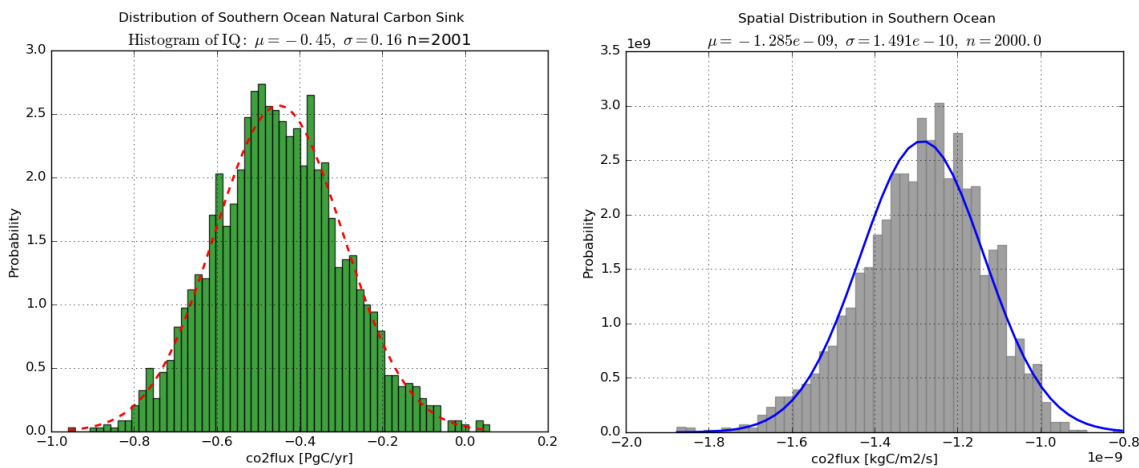 Distribution of Southern Ocean Natural Carbon Sink
Histogram of IQ: μ = −0.45, σ = 0.16 n=2001
3.0
2.5
2.0
1.5
1.0
0.5
0.0
Probability
−1.0 −0.8 −0.6 −0.4 −0.2 0.0 0.2
co2flux [PgC/yr]
Spatial Distribution in Southern Ocean
μ = −1.285e − 09, σ = 1.491e − 10, n = 2000.0
1e9
3.5
3.0
2.5
2.0
1.5
1.0
0.5
0.0
Probability
−2.0 −1.8 −1.6 −1.4 −1.2 −1.0 −0.8
co2flux [kgC/m2/s]
1e−9